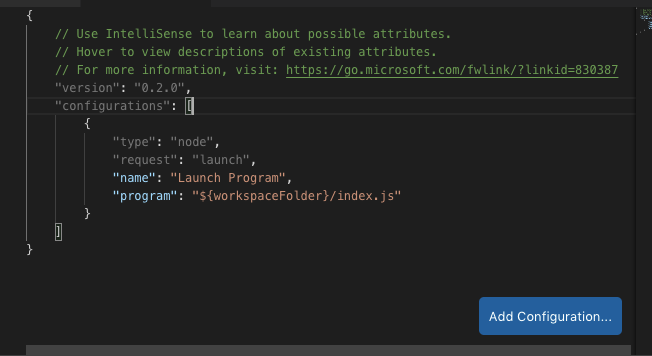 {
// Use IntelliSense to learn about possible attributes.
// Hover to view descriptions of existing attributes.
// For more information, visit: https://go.microsoft.com/fwlink/?linkid=830387
"version": "0.2.0",
"configurations": [
{
"type": "node",
"request": "launch",
"name": "Launch Program",
"program": "${workspaceFolder}/index.js"
}
]
}
Add Configuration...